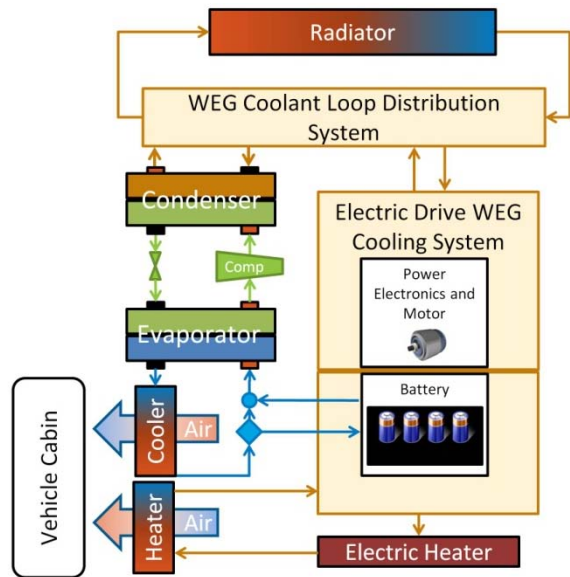 Radiator
WEG Coolant Loop Distribution
System
Condenser
Electric Drive WEG
Cooling System
Comp
Power
Electronics and
Motor
Evaporator
Battery
Vehicle Cabin
Cooler
Air
Heater
Air
Electric Heater